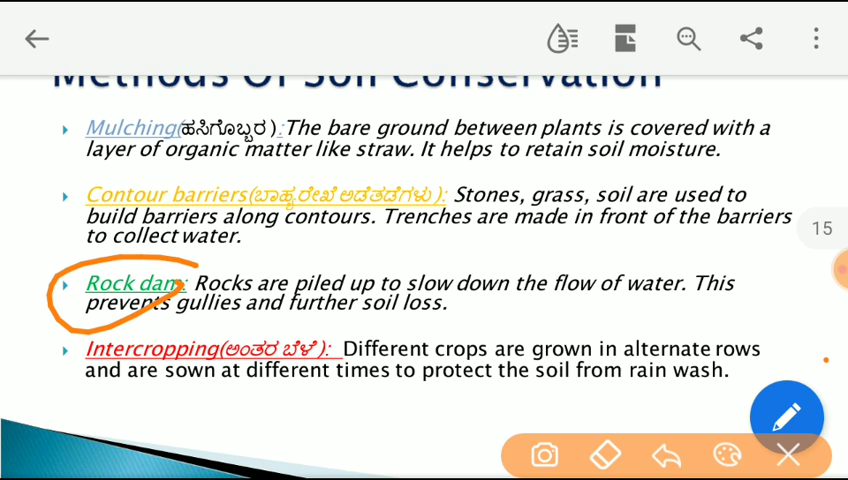 Methods Of Soil Conservation
Mulching(ಹಸಿಗೊಬ್ಬರ ) :The bare ground between plants is covered with a
layer of organic matter like straw. It helps to retain soil moisture.
Contour barriers(ಬಾಹ್ಯರೇಖೆ ಅಡೆತಡೆಗಳು ): Stones, grass, soil are used to
build barriers along contours. Trenches are made in front of the barriers
to collect water.
15
Rock dam: Rocks are piled up to slow down the flow of water. This
prevents gullies and further soil loss.
Intercropping(ಅಂತರ ಬೆಳೆ ): Different crops are grown in alternate rows
and are sown at different times to protect the soil from rain wash.